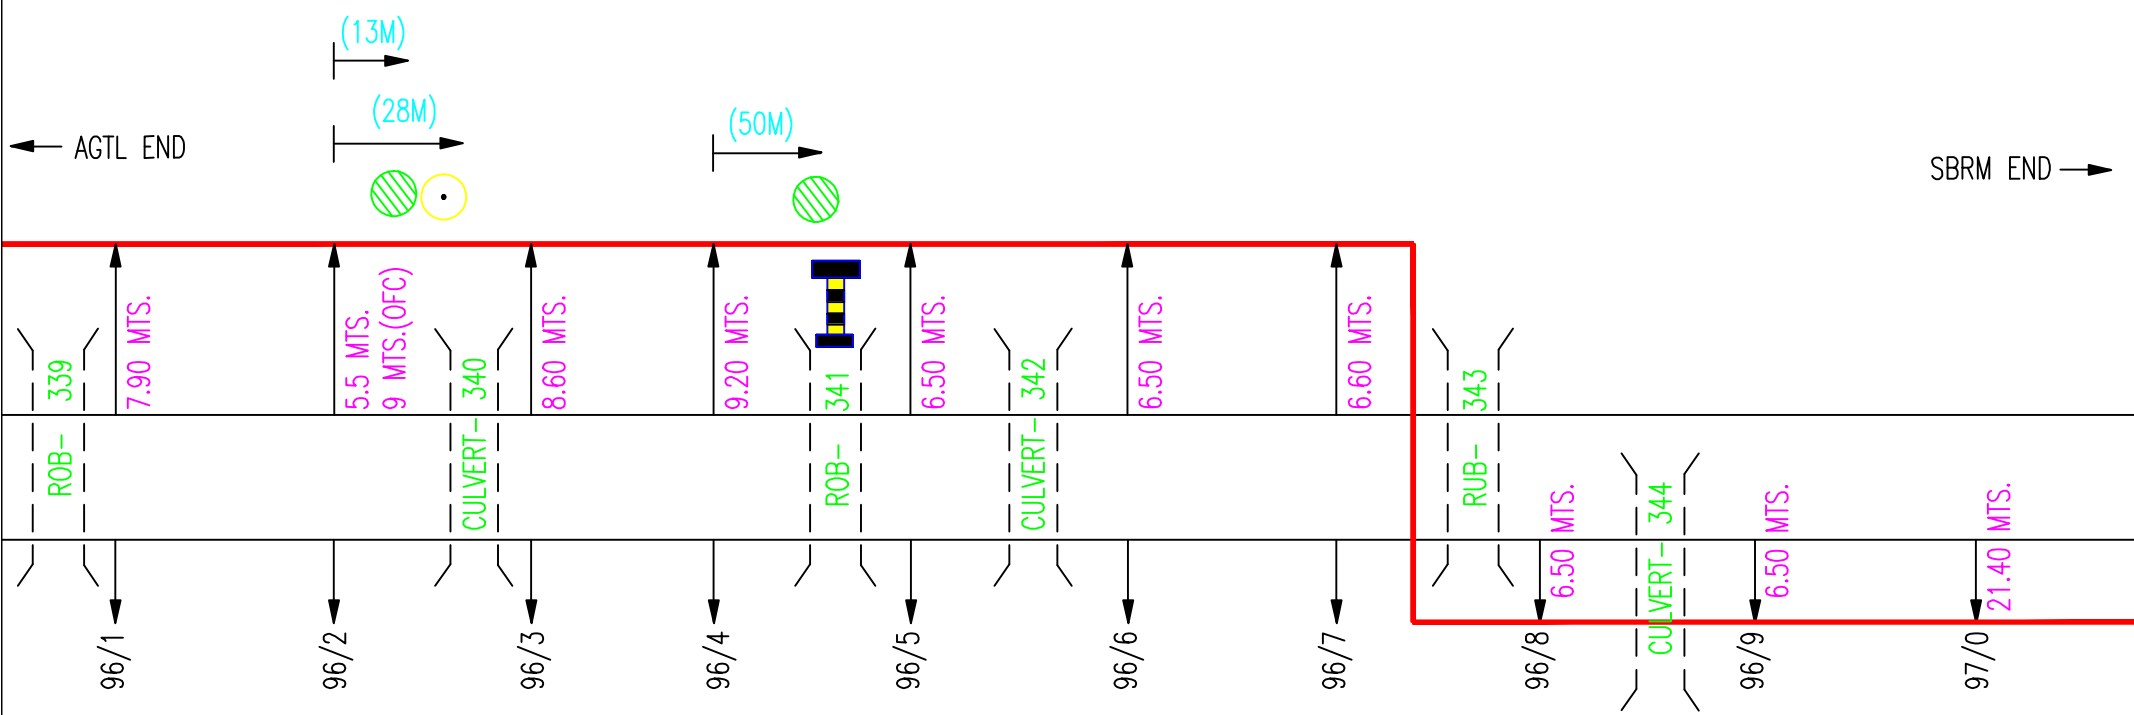 (13M)
(28M)
(50M)
AGTL END
SBRM END
ROB- 339
7.90 MTS.
5.5 MTS.
9 MTS.(OFC)
CULVERT- 340
8.60 MTS.
9.20 MTS.
ROB- 341
6.50 MTS.
CULVERT- 342
6.50 MTS.
6.60 MTS.
RUB- 343
6.50 MTS.
CULVERT- 344
6.50 MTS.
21.40 MTS.
96/1
96/2
96/3
96/4
96/5
96/6
96/7
96/8
96/9
97/0